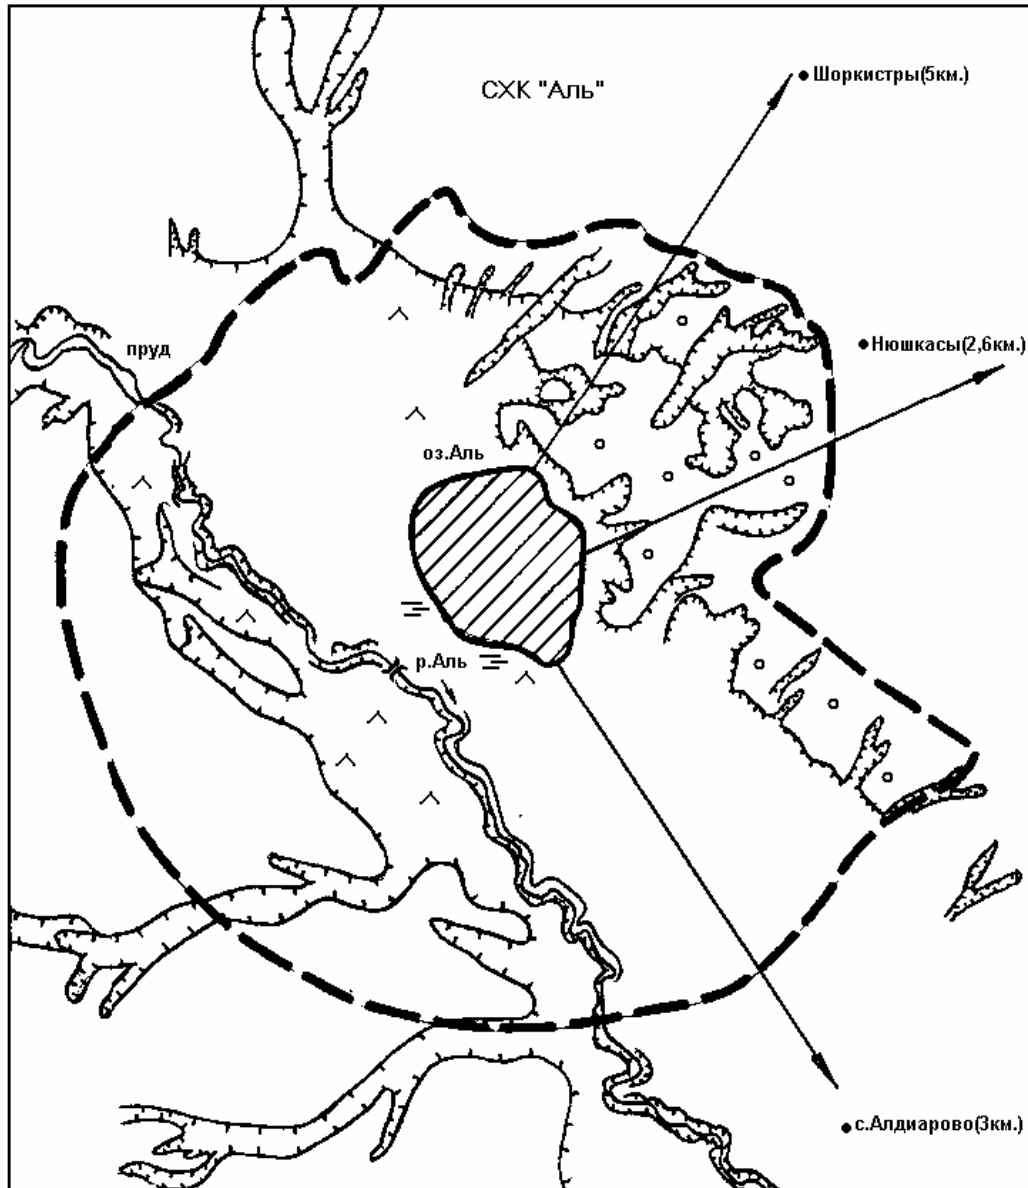 СХК "Аль"
Шоркистры(5км.)
Нюшкасы(2,6км.)
пруд
оз.Аль
р.Аль
с.Алдиарово(3км.)